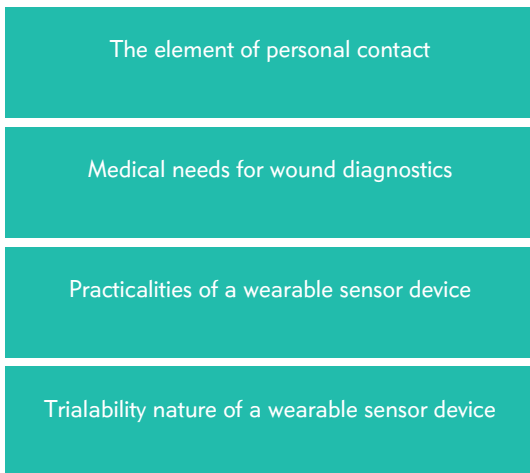 The element of personal contact
Medical needs for wound diagnostics
Practicalities of a wearable sensor device
Trialability nature of a wearable sensor device